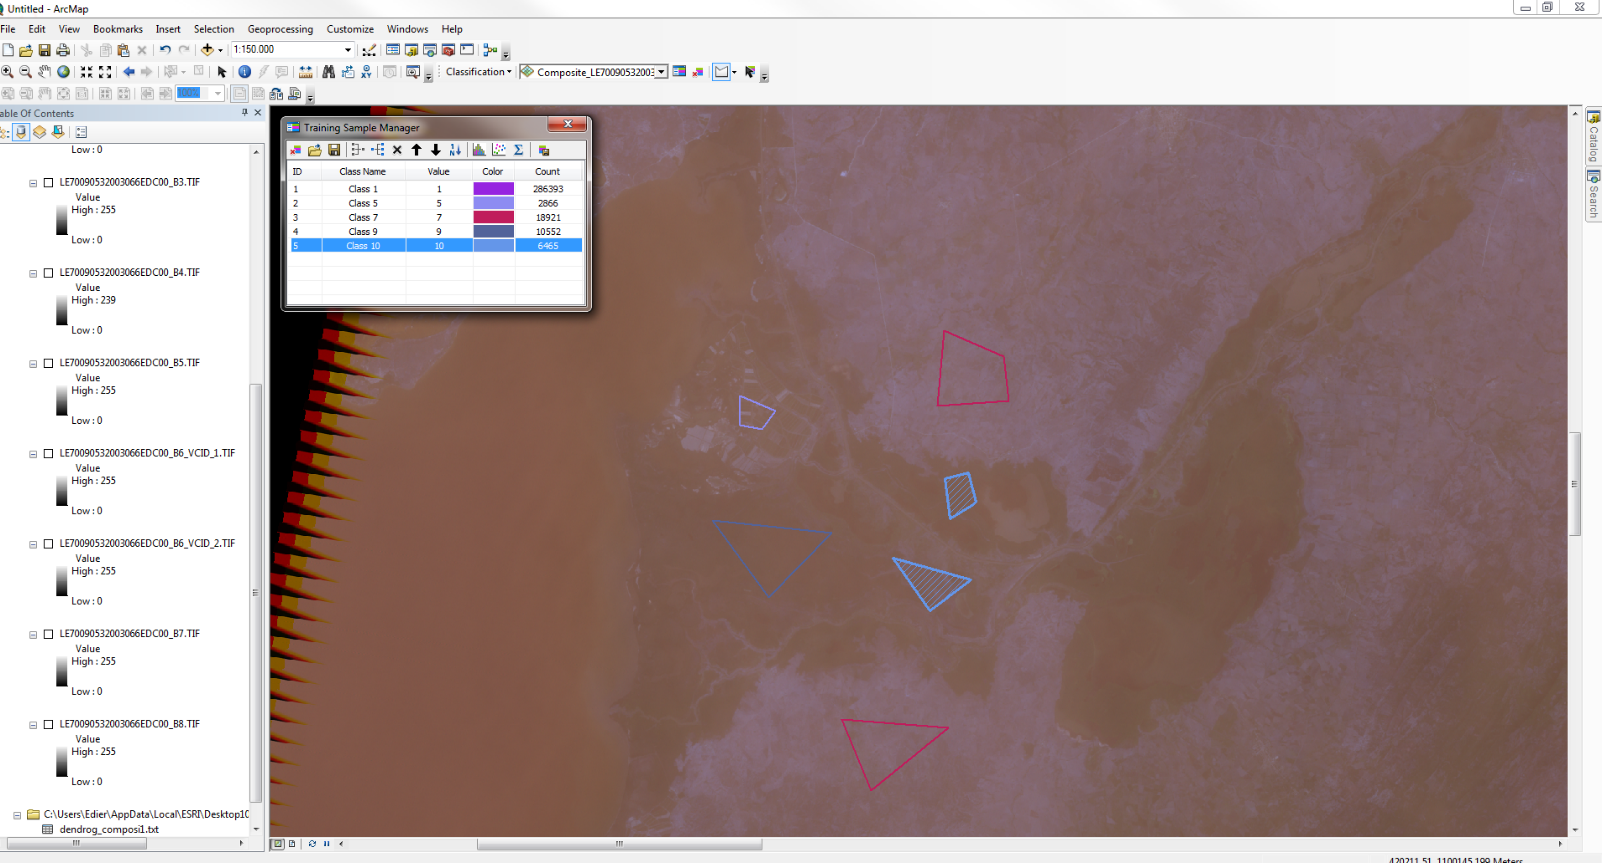 Untitled - ArcMap
File Edit View Bookmarks Insert Selection Geoprocessing Customize Windows Help
1:150.000
Classification Composite_LE70090532003
100%
Table Of Contents
Low : 0
LE70090532003066EDC00_B3.TIF
Value
High : 255
Low : 0
LE70090532003066EDC00_B4.TIF
Value
High : 239
Low : 0
LE70090532003066EDC00_B5.TIF
Value
High : 255
Low : 0
LE70090532003066EDC00_B6_VCID_1.TIF
Value
High : 255
Low : 0
LE70090532003066EDC00_B6_VCID_2.TIF
Value
High : 255
Low : 0
LE70090532003066EDC00_B7.TIF
Value
High : 255
Low : 0
LE70090532003066EDC00_B8.TIF
Value
High : 255
Low : 0
C:\Users\Edier\AppData\Local\ESRI\Desktop10
dendrog_composi1.txt
Training Sample Manager
ID Class Name Value Color Count
1 Class 1 1 286393
2 Class 5 5 2866
3 Class 7 7 18921
4 Class 9 9 10552
5 Class 10 10 6465
Catalog
Search
420211,51 1100145,199 Meters